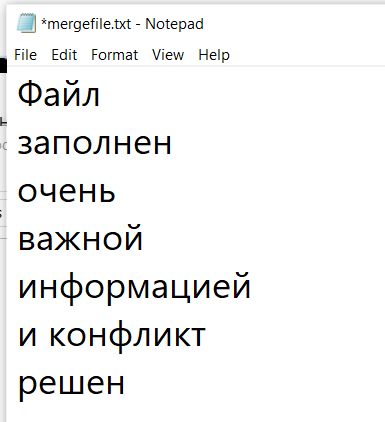 *mergefile.txt - Notepad
File Edit Format View Help
Файл
заполнен
очень
важной
информацией
и конфликт
решен